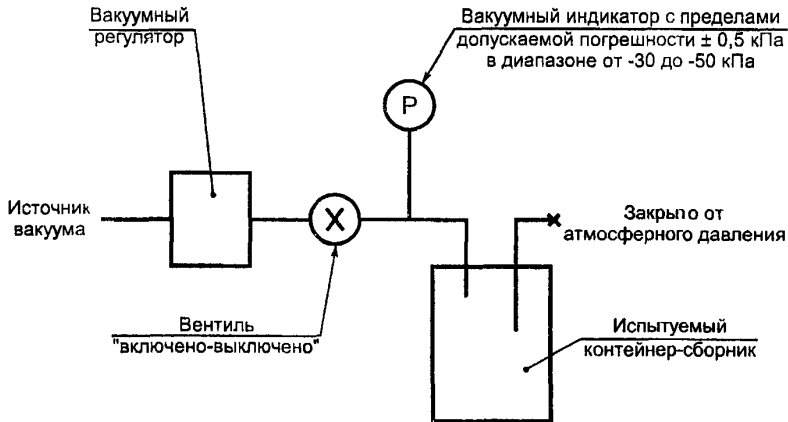 Вакуумный
регулятор
Вакуумный индикатор с пределами
допускаемой погрешности ± 0,5 кПа
в диапазоне от -30 до -50 кПа
P
Источник
вакуума
X
Закрыто от
атмосферного давления
Вентиль
"включено-выключено"
Испытуемый
контейнер-сборник